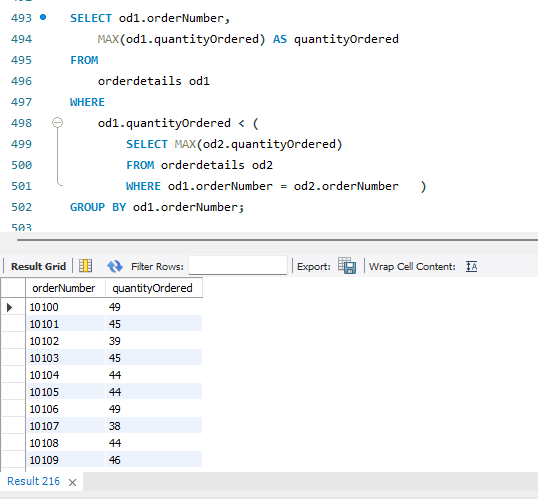 493 SELECT od1.orderNumber,
494 MAX(od1.quantityOrdered) AS quantityOrdered
495 FROM
496 orderdetails od1
497 WHERE
498 od1.quantityOrdered < (
499 SELECT MAX(od2.quantityOrdered)
500 FROM orderdetails od2
501 WHERE od1.orderNumber = od2.orderNumber )
502 GROUP BY od1.orderNumber;
503
Result Grid Filter Rows: Export: Wrap Cell Content: IA
orderNumber quantityOrdered
10100 49
10101 45
10102 39
10103 45
10104 44
10105 44
10106 49
10107 38
10108 44
10109 46
Result 216 ×